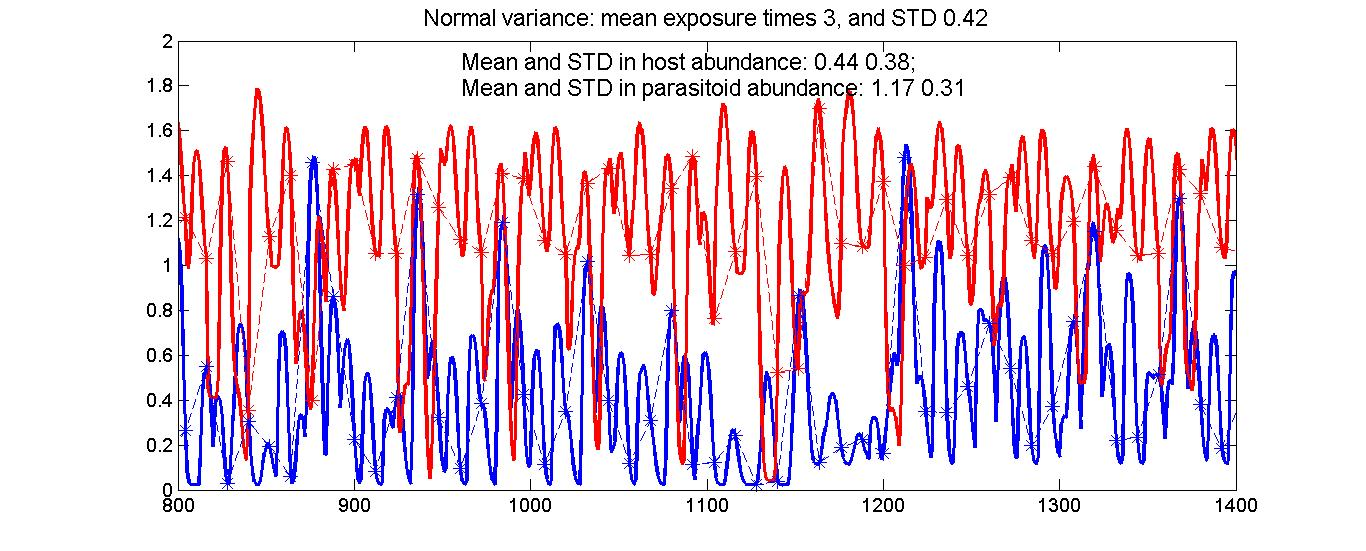 Normal variance: mean exposure times 3, and STD 0.42
Mean and STD in host abundance: 0.44 0.38;
Mean and STD in parasitoid abundance: 1.17 0.31
2
1.8
1.6
1.4
1.2
1
0.8
0.6
0.4
0.2
0
800 900 1000 1100 1200 1300 1400